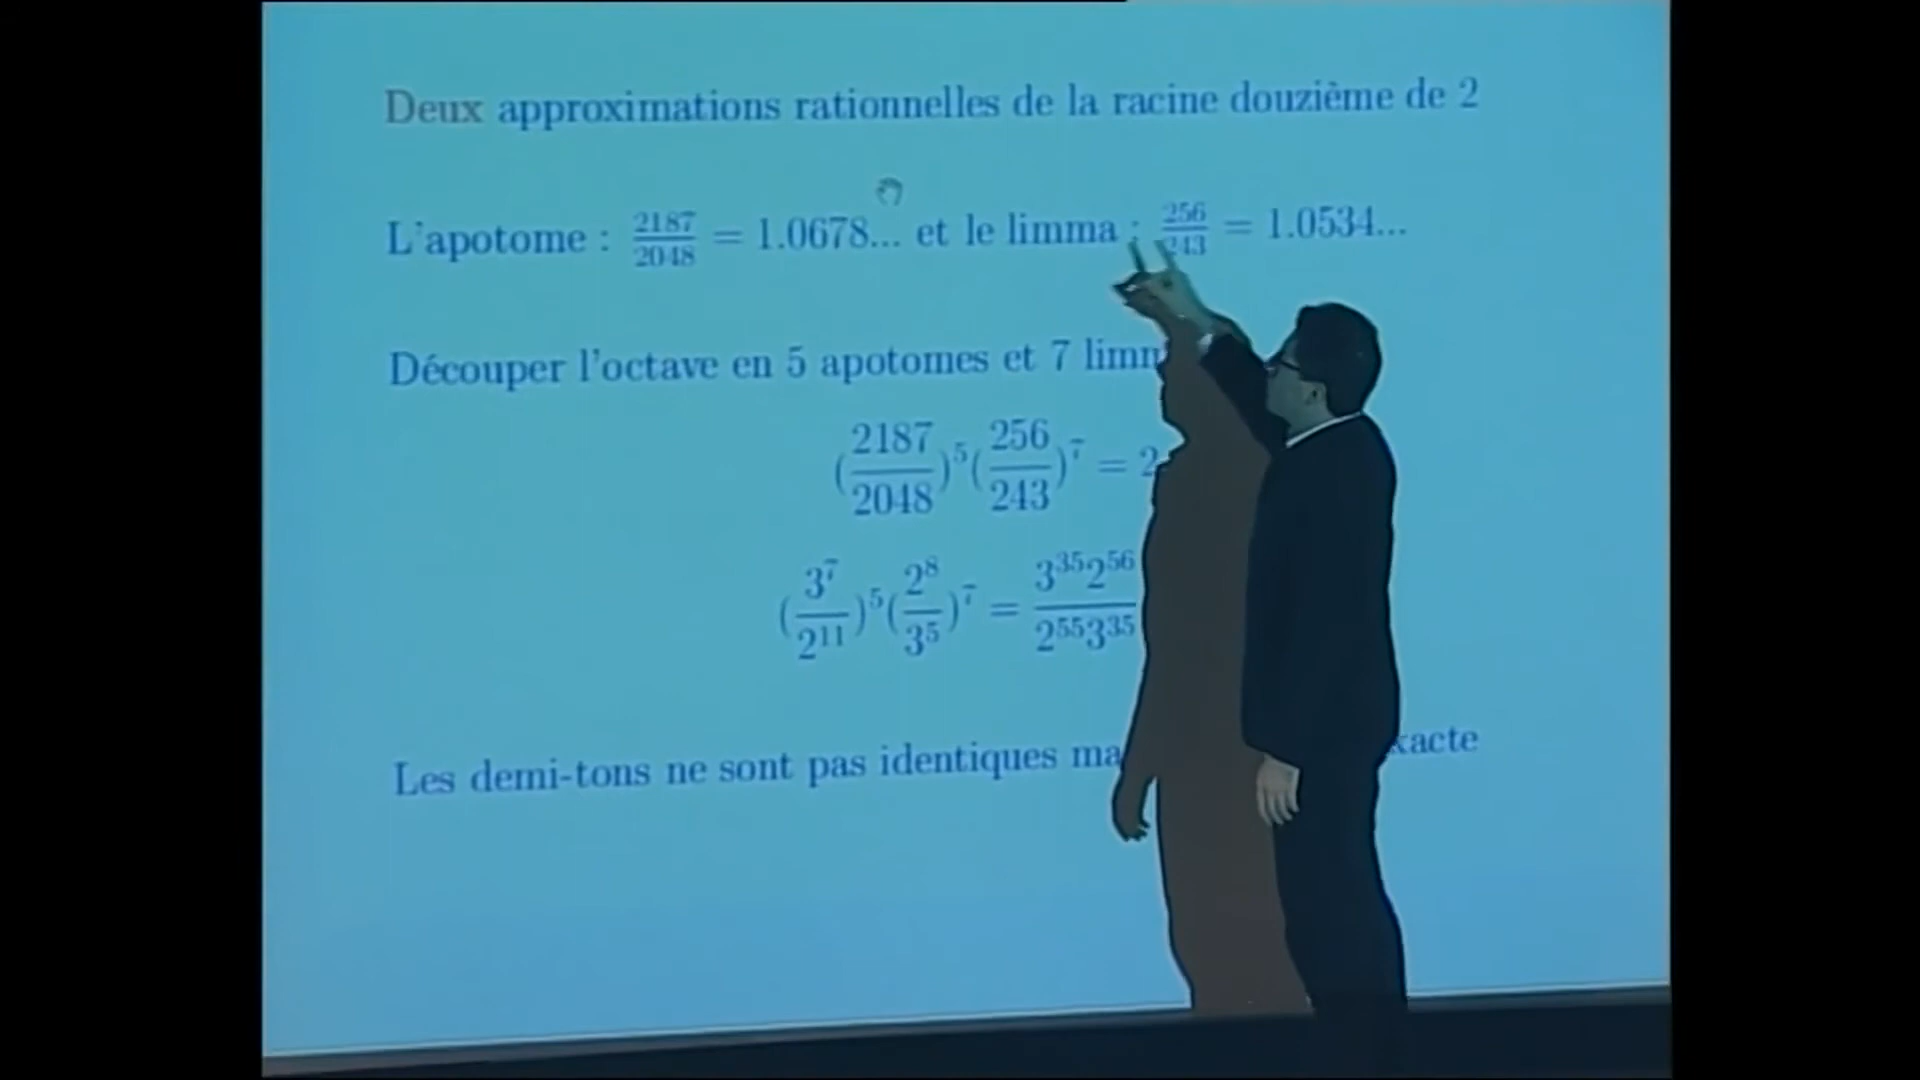 Deux approximations rationnelles de la racine douzième de 2
L'apotome : 2187/2048 = 1.0678... et le limma : 256/243 = 1.0534...
Découper l'octave en 5 apotomes et 7
(2187/2048)^5(256/243)^7 = 2
(3^7/2^11)^5(2^8/3^5)^7 = 3^35 2^56/2^55 3^35
Les demi-tons ne sont pas identiques